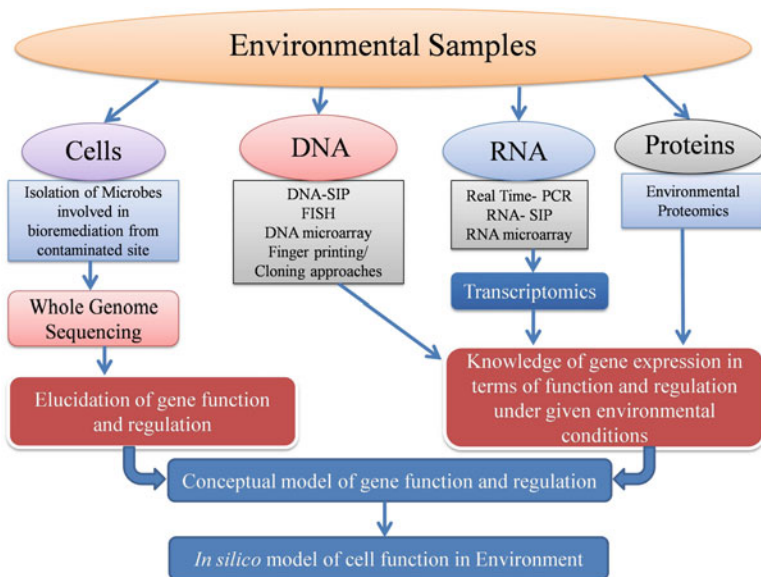 Environmental Samples
Cells
Isolation of Microbes
involved in
bioremediation from
contaminated site
Whole Genome
Sequencing
Elucidation of gene function
and regulation
DNA
DNA-SIP
FISH
DNA microarray
Finger printing/
Cloning approaches
RNA
Real Time- PCR
RNA- SIP
RNA microarray
Transcriptomics
Proteins
Environmental
Proteomics
Knowledge of gene expression in
terms of function and regulation
under given environmental
conditions
Conceptual model of gene function and regulation
In silico model of cell function in Environment